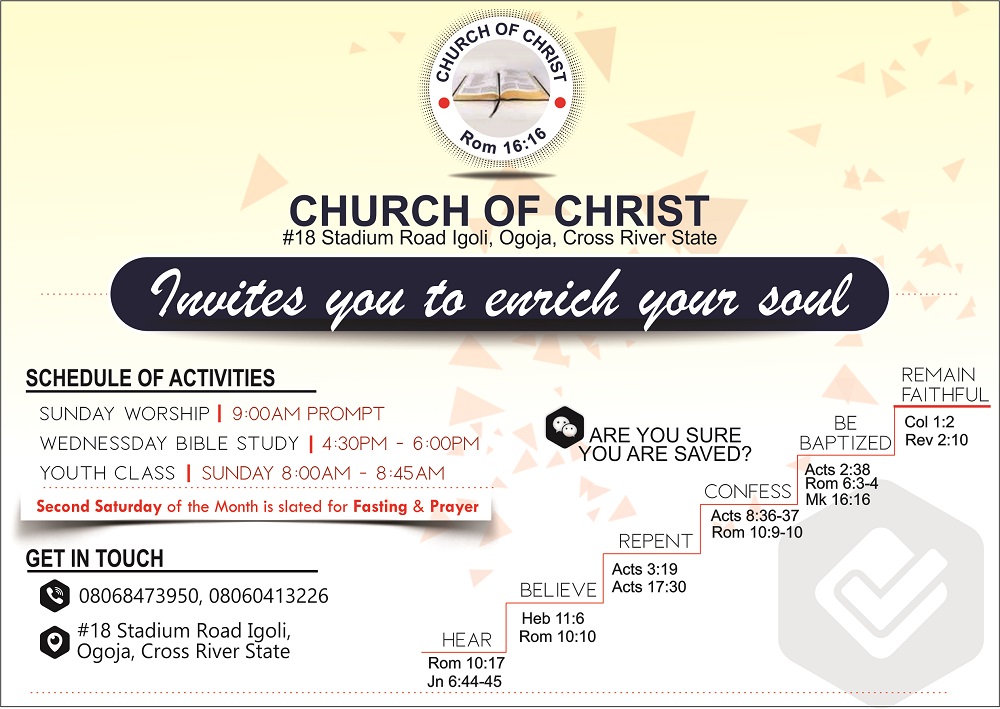 CHURCH OF CHRIST
Rom 16:16
CHURCH OF CHRIST
#18 Stadium Road Igoli, Ogoja, Cross River State
Invites you to enrich your soul
SCHEDULE OF ACTIVITIES
SUNDAY WORSHIP | 9:00AM PROMPT
WEDNESSDAY BIBLE STUDY | 4:30PM - 6:00PM
YOUTH CLASS | SUNDAY 8:00AM - 8:45AM
Second Saturday of the Month is slated for Fasting & Prayer
GET IN TOUCH
08068473950, 08060413226
#18 Stadium Road Igoli,
Ogoja, Cross River State
ARE YOU SURE
YOU ARE SAVED?
HEAR
Rom 10:17
Jn 6:44-45
BELIEVE
Heb 11:6
Rom 10:10
REPENT
Acts 3:19
Acts 17:30
CONFESS
Acts 8:36-37
Rom 10:9-10
BE
BAPTIZED
Acts 2:38
Rom 6:3-4
Mk 16:16
REMAIN
FAITHFUL
Col 1:2
Rev 2:10